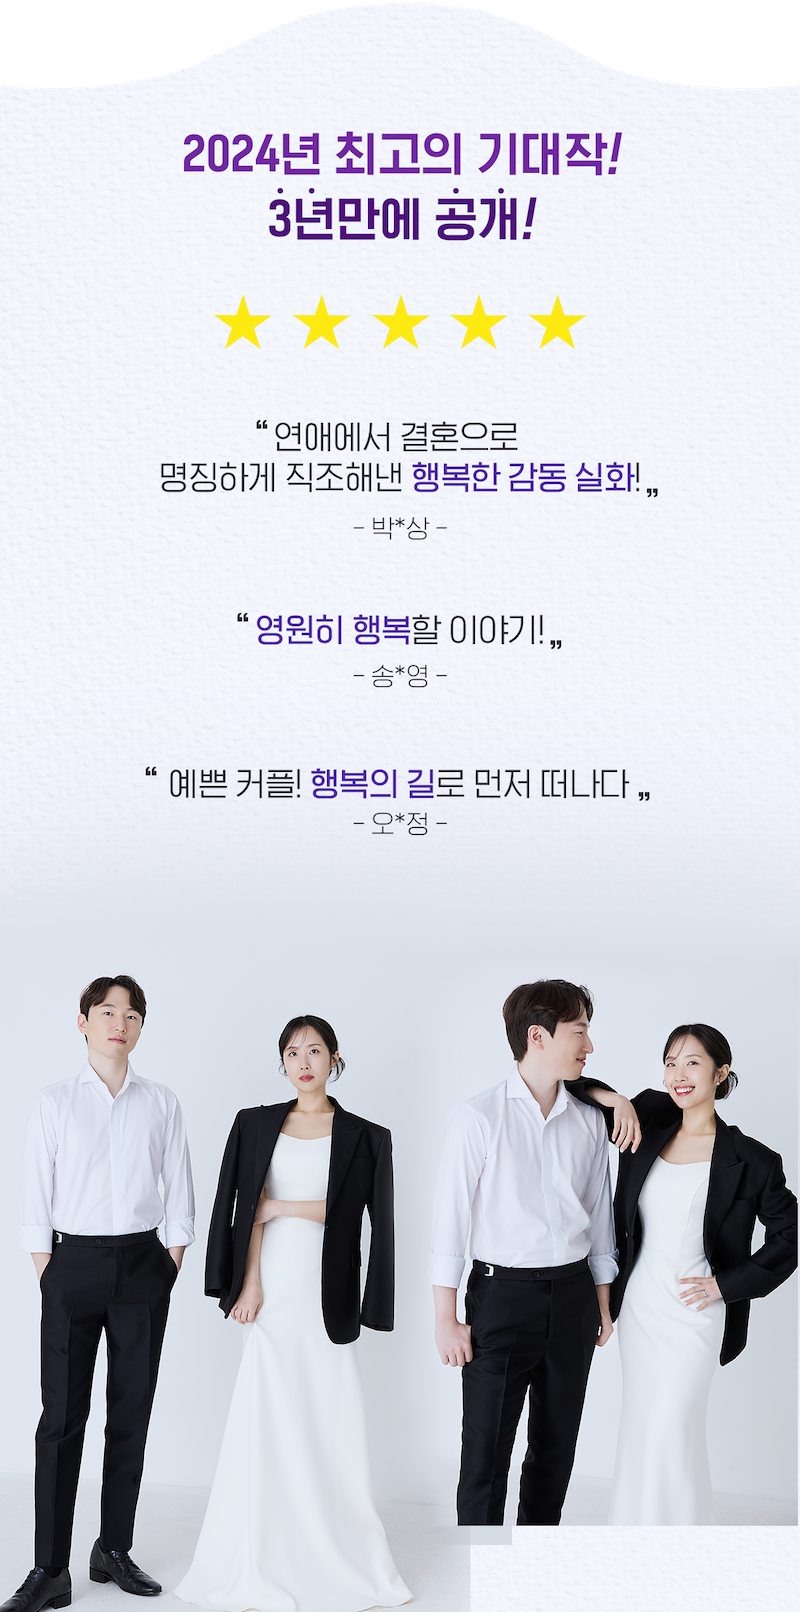 2024년 최고의 기대작!
3년만에 공개!
“연애에서 결혼으로
명징하게 직조해낸 행복한 감동 실화!„
- 박*상 -
“영원히 행복할 이야기!„
- 송*영 -
“ 예쁜 커플! 행복의 길로 먼저 떠나다 „
- 오*정 -